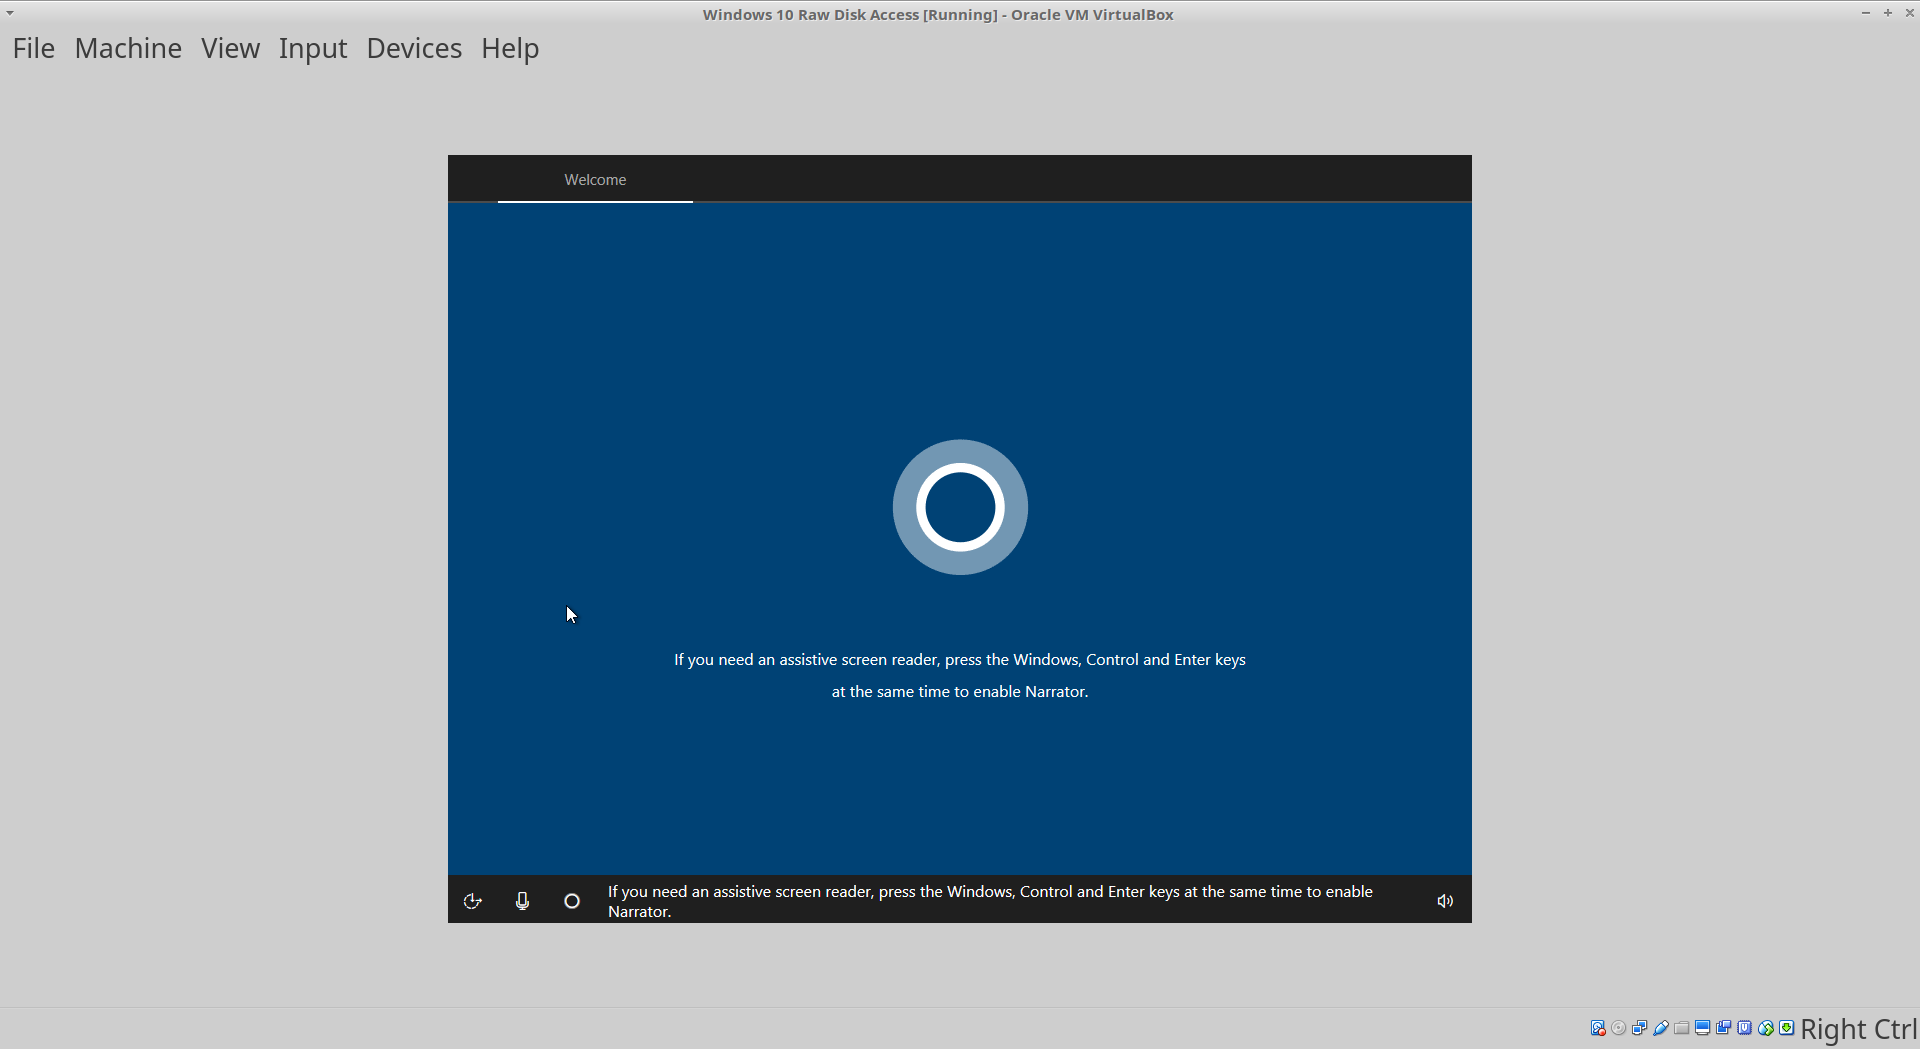 Windows 10 Raw Disk Access [Running] - Oracle VM VirtualBox
File Machine View Input Devices Help
Welcome
If you need an assistive screen reader, press the Windows, Control and Enter keys
at the same time to enable Narrator.
If you need an assistive screen reader, press the Windows, Control and Enter keys at the same time to enable
Narrator.
Right Ctrl